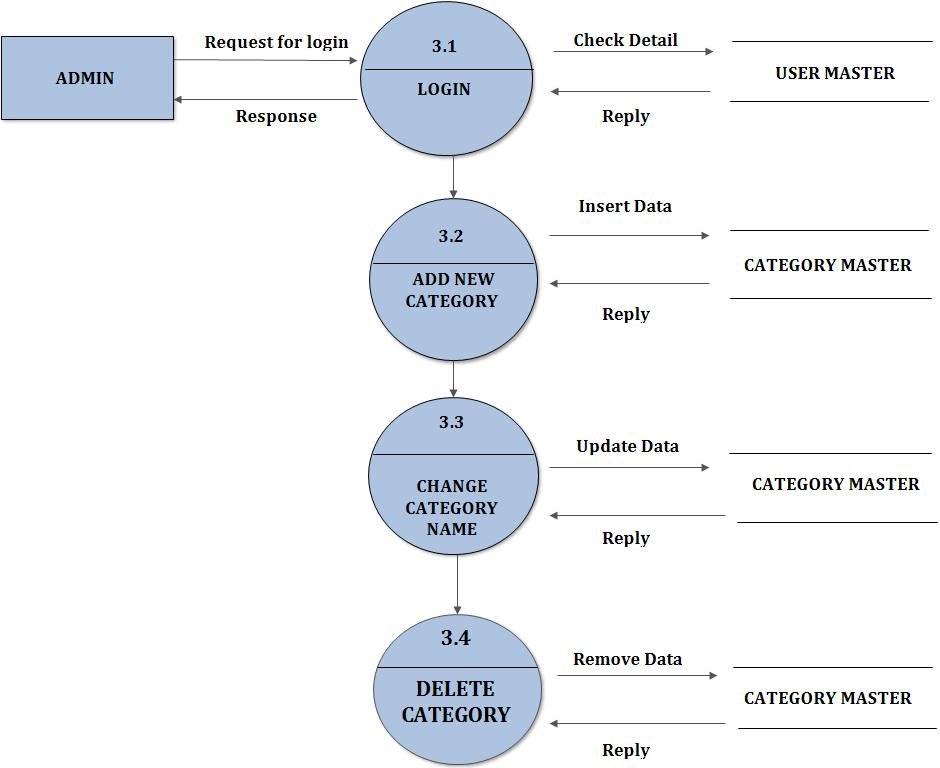 Request for login
3.1
Check Detail
ADMIN
LOGIN
USER MASTER
Response
Reply
Insert Data
3.2
ADD NEW
CATEGORY
CATEGORY MASTER
Reply
3.3
Update Data
CHANGE
CATEGORY
NAME
CATEGORY MASTER
Reply
3.4
Remove Data
DELETE
CATEGORY
CATEGORY MASTER
Reply